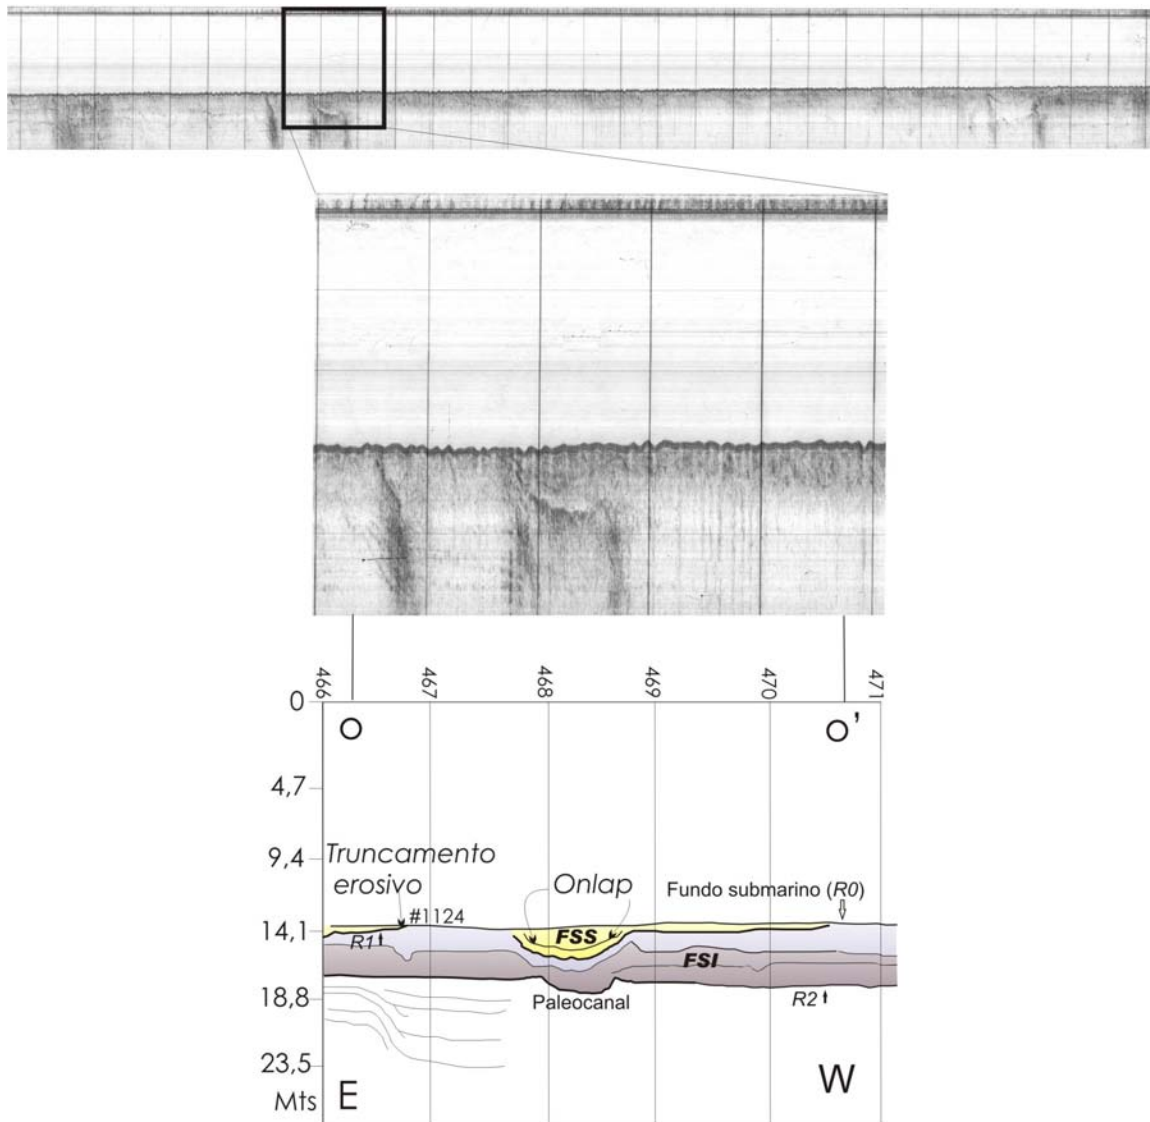 466 467 468 469 470 471
0
O O’
4,7
9,4
Truncamento
erosivo
Onlap
Fundo submarino (R0)
#1124
14,1
FSS
R1
FSI
18,8
Paleocanal
R2
23,5
Mts
E W